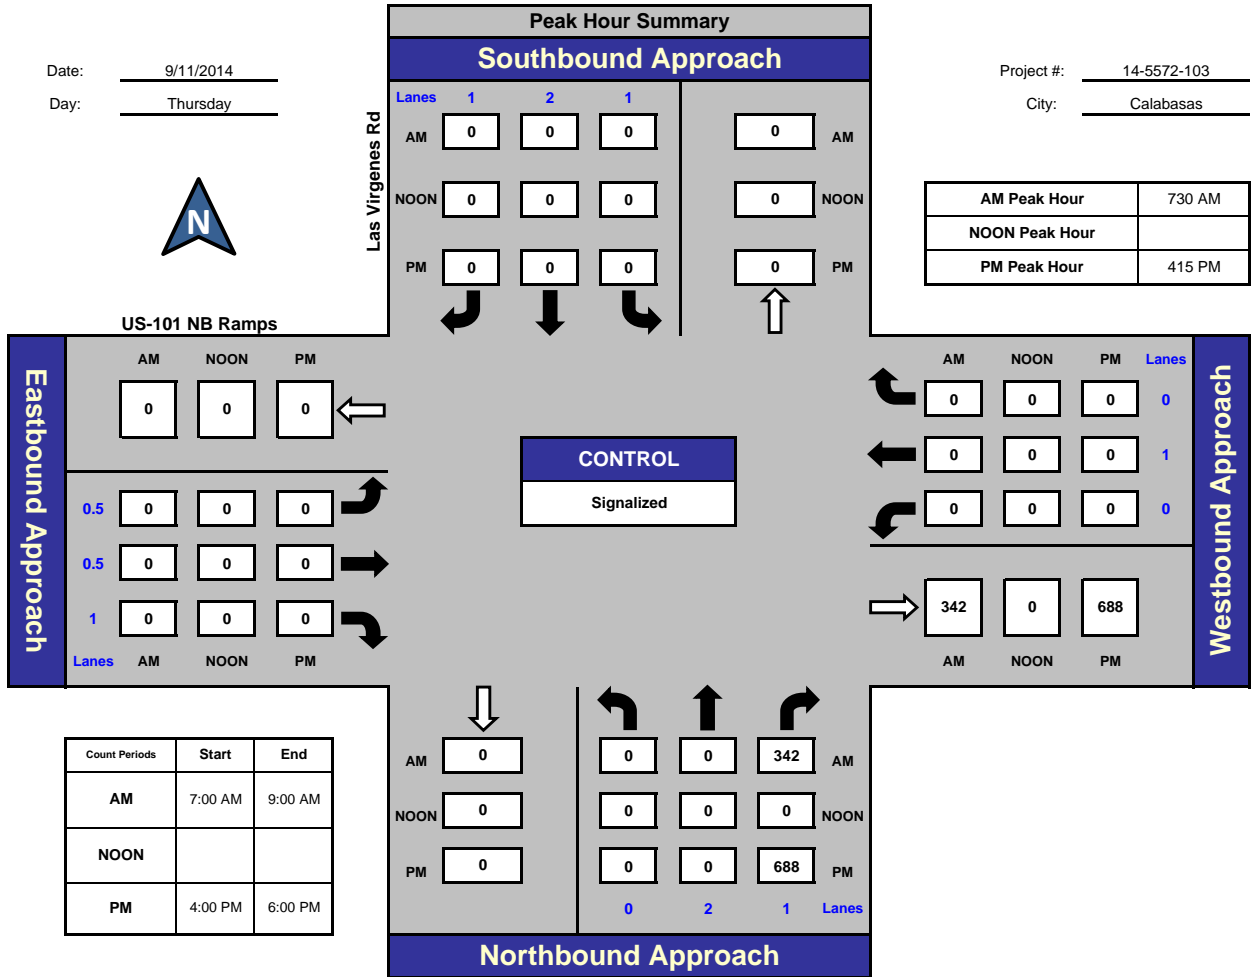 Peak Hour Summary
Southbound Approach
Date: 9/11/2014
Day: Thursday
Project #: 14-5572-103
City: Calabasas
N
Las Virgenes Rd
Lanes 1 2 1
AM 0 0 0 0 AM
NOON 0 0 0 0 NOON
PM 0 0 0 0 PM
AM Peak Hour 730 AM
NOON Peak Hour
PM Peak Hour 415 PM
US-101 NB Ramps
Eastbound Approach
AM NOON PM
0 0 0
0.5 0 0 0
0.5 0 0 0
1 0 0 0
Lanes AM NOON PM
CONTROL
Signalized
AM NOON PM Lanes
0 0 0 0
0 0 0 1
0 0 0 0
342 0 688
AM NOON PM
Westbound Approach
Count Periods Start End
AM 7:00 AM 9:00 AM
NOON
PM 4:00 PM 6:00 PM
AM 0 0 0 342 AM
NOON 0 0 0 0 NOON
PM 0 0 0 688 PM
0 2 1 Lanes
Northbound Approach